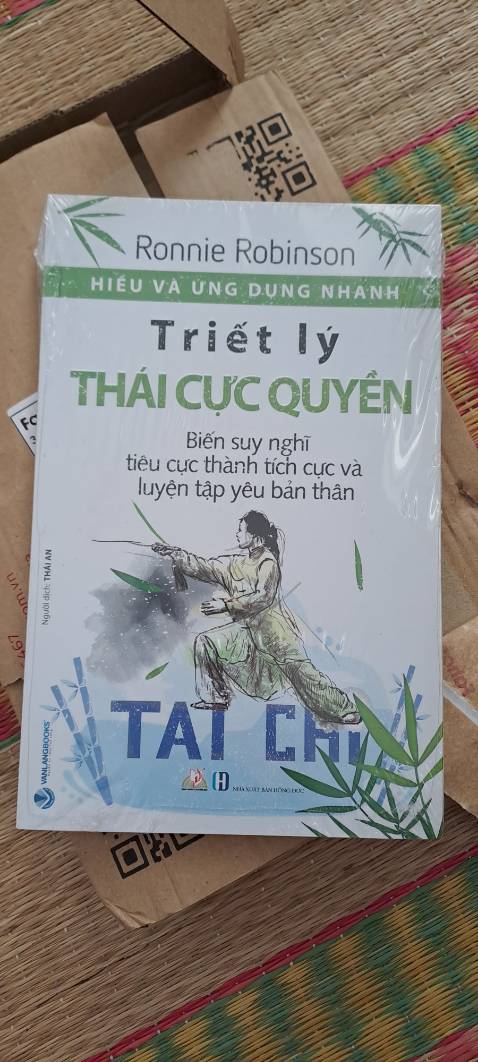 Ronnie Robinson
HIỂU VÀ ỨNG DỤNG NHANH
Triết lý
THÁI CỰC QUYỀN
Biến suy nghĩ
tiêu cực thành tích cực và
luyện tập yêu bản thân
Người dịch: THÁI AN
TAI CHI
VANLANGBOOKS
NHÀ XUẤT BẢN HỒNG ĐỨC